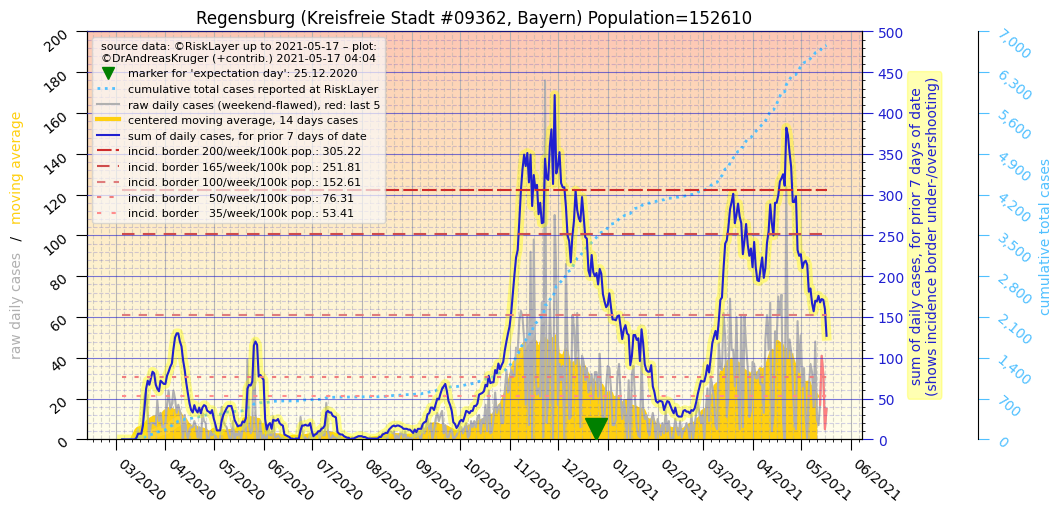 Regensburg (Kreisfreie Stadt #09362, Bayern) Population=152610
source data: ©RiskLayer up to 2021-05-17 – plot:
©DrAndreasKruger (+contrib.) 2021-05-17 04:04
marker for 'expectation day': 25.12.2020
cumulative total cases reported at RiskLayer
raw daily cases (weekend-flawed), red: last 5
centered moving average, 14 days cases
sum of daily cases, for prior 7 days of date
incid. border 200/week/100k pop.: 305.22
incid. border 165/week/100k pop.: 251.81
incid. border 100/week/100k pop.: 152.61
incid. border   50/week/100k pop.: 76.31
incid. border   35/week/100k pop.: 53.41
raw daily cases / moving average
200
180
160
140
120
100
80
60
40
20
0
03/2020
04/2020
05/2020
06/2020
07/2020
08/2020
09/2020
10/2020
11/2020
12/2020
01/2021
02/2021
03/2021
04/2021
05/2021
06/2021
500
450
400
350
300
250
200
150
100
50
0
sum of daily cases, for prior 7 days of date
(shows incidence border under-/overshooting)
7,000
6,300
5,600
4,900
4,200
3,500
2,800
2,100
1,400
700
0
cumulative total cases